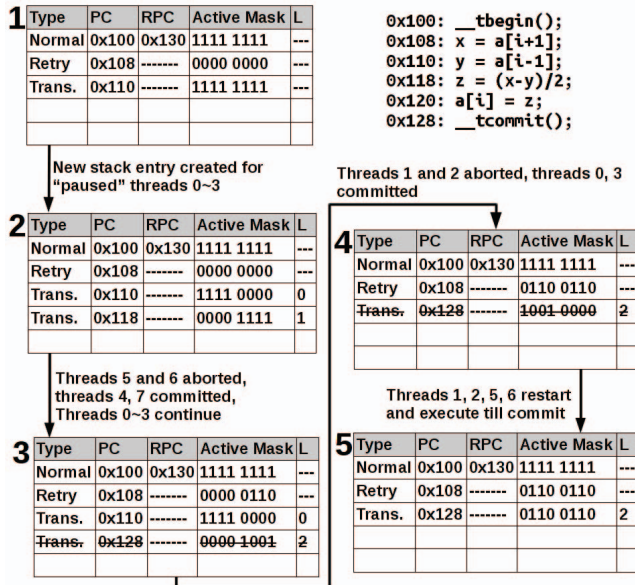 1
Type PC RPC Active Mask L
Normal 0x100 0x130 1111 1111 ---
Retry 0x108 ------- 0000 0000 ---
Trans. 0x110 ------- 1111 1111
0x100: __tbegin();
0x108: x = a[i+1];
0x110: y = a[i-1];
0x118: z = (x-y)/2;
0x120: a[i] = z;
0x128: __tcommit();
New stack entry created for
"paused" threads 0~3
2
Type PC RPC Active Mask L
Normal 0x100 0x130 1111 1111 ---
Retry 0x108 ------- 0000 0000 ---
Trans. 0x110 ------- 1111 0000 0
Trans. 0x118 ------- 0000 1111 1
Threads 5 and 6 aborted,
threads 4, 7 committed,
Threads 0~3 continue
3
Type PC RPC Active Mask L
Normal 0x100 0x130 1111 1111 ---
Retry 0x108 ------- 0000 0110 ---
Trans. 0x110 ------- 1111 0000 0
Trans. 0x128 ------- 0000 1001 2
Threads 1 and 2 aborted, threads 0, 3
committed
4
Type PC RPC Active Mask L
Normal 0x100 0x130 1111 1111 ---
Retry 0x108 ------- 0110 0110 ---
Trans. 0x128 ------- 1001 0000 2
Threads 1, 2, 5, 6 restart
and execute till commit
5
Type PC RPC Active Mask L
Normal 0x100 0x130 1111 1111 ---
Retry 0x108 ------- 0110 0110 ---
Trans. 0x128 ------- 0110 0110 2